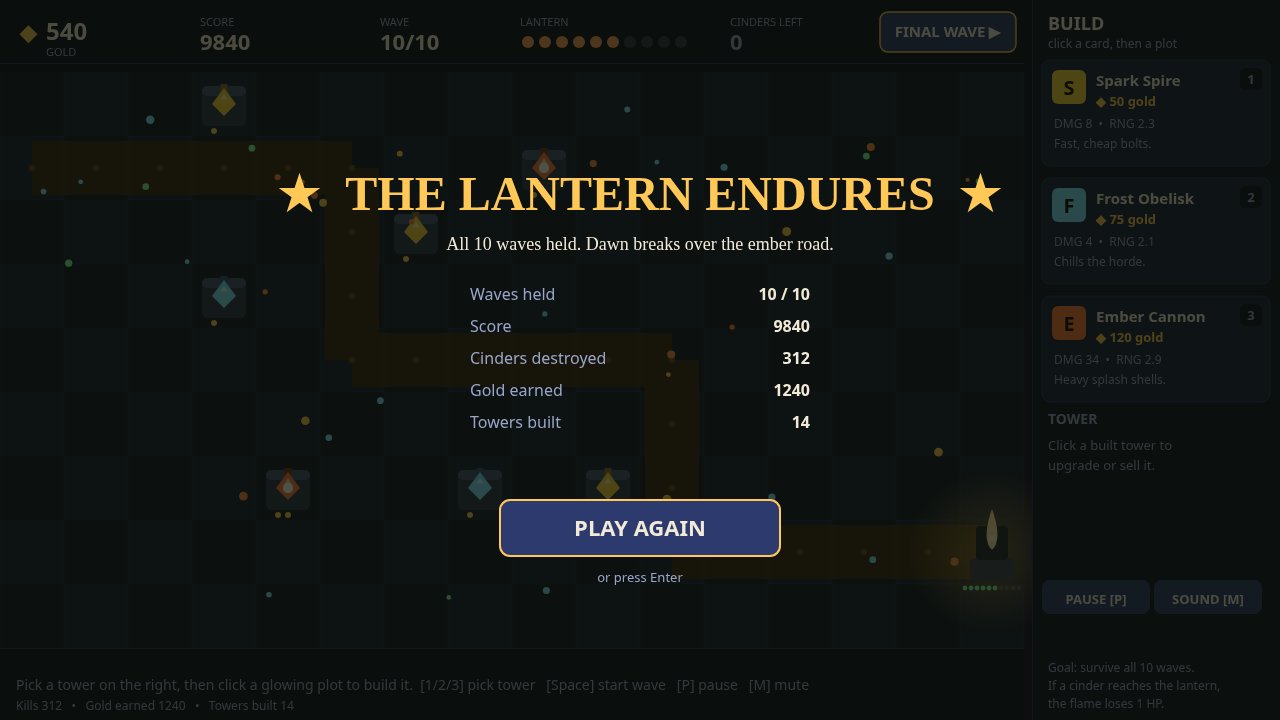 540
GOLD
SCORE
9840
WAVE
10/10
LANTERN
CINDERS LEFT
0
FINAL WAVE ▶
BUILD
click a card, then a plot
S
Spark Spire
1
◆ 50 gold
DMG 8 • RNG 2.3
Fast, cheap bolts.
F
Frost Obelisk
2
◆ 75 gold
DMG 4 • RNG 2.1
Chills the horde.
E
Ember Cannon
3
◆ 120 gold
DMG 34 • RNG 2.9
Heavy splash shells.
TOWER
Click a built tower to
upgrade or sell it.
PAUSE [P]
SOUND [M]
Goal: survive all 10 waves.
If a cinder reaches the lantern,
the flame loses 1 HP.
★ THE LANTERN ENDURES ★
All 10 waves held. Dawn breaks over the ember road.
Waves held 10 / 10
Score 9840
Cinders destroyed 312
Gold earned 1240
Towers built 14
PLAY AGAIN
or press Enter
Pick a tower on the right, then click a glowing plot to build it. [1/2/3] pick tower [Space] start wave [P] pause [M] mute
Kills 312 • Gold earned 1240 • Towers built 14